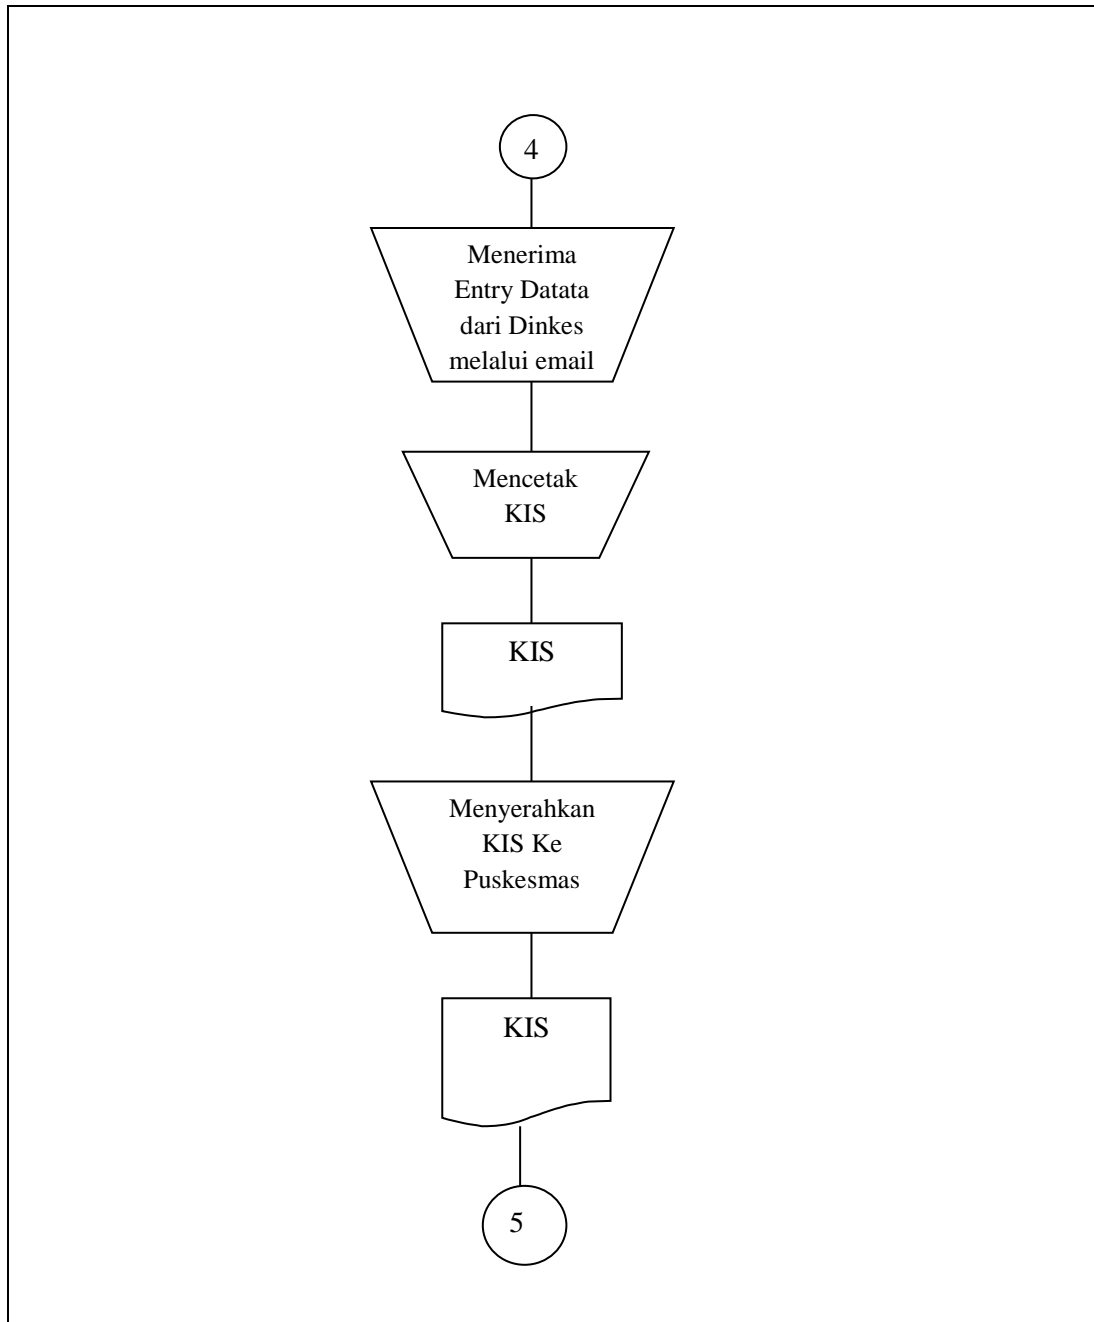 4
Menerima
Entry Datata
dari Dinkes
melalui email
Mencetak
KIS
KIS
Menyerahkan
KIS Ke
Puskesmas
KIS
5